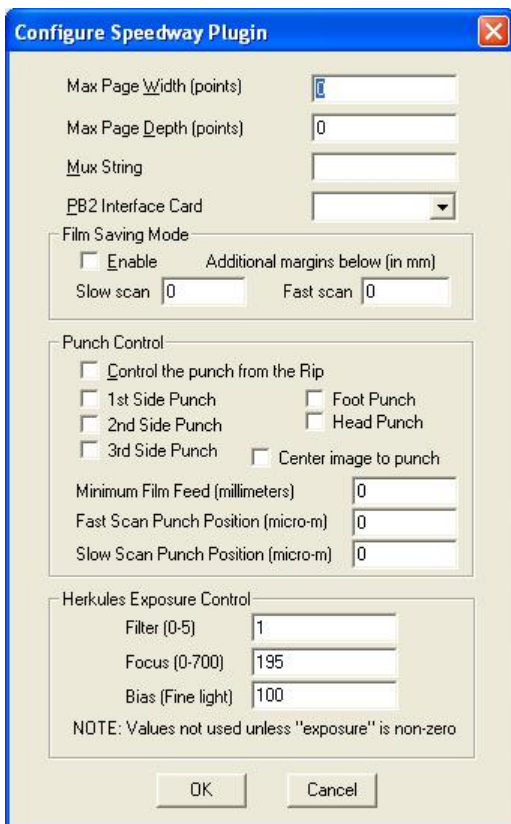 Configure Speedway Plugin
Max Page Width (points) 0
Max Page Depth (points) 0
Mux String
PB2 Interface Card
Film Saving Mode
Enable Additional margins below (in mm)
Slow scan 0 Fast scan 0
Punch Control
Control the punch from the Rip
1st Side Punch Foot Punch
2nd Side Punch Head Punch
3rd Side Punch Center image to punch
Minimum Film Feed (millimeters) 0
Fast Scan Punch Position (micro-m) 0
Slow Scan Punch Position (micro-m) 0
Herkules Exposure Control
Filter (0-5) 1
Focus (0-700) 195
Bias (Fine light) 100
NOTE: Values not used unless "exposure" is non-zero
OK Cancel